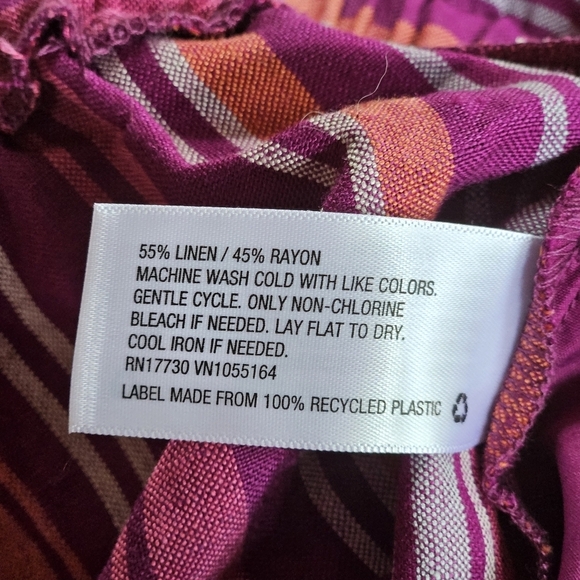 55% LINEN / 45% RAYON
MACHINE WASH COLD WITH LIKE COLORS.
GENTLE CYCLE. ONLY NON-CHLORINE
BLEACH IF NEEDED. LAY FLAT TO DRY.
COOL IRON IF NEEDED.
RN17730 VN1055164
LABEL MADE FROM 100% RECYCLED PLASTIC